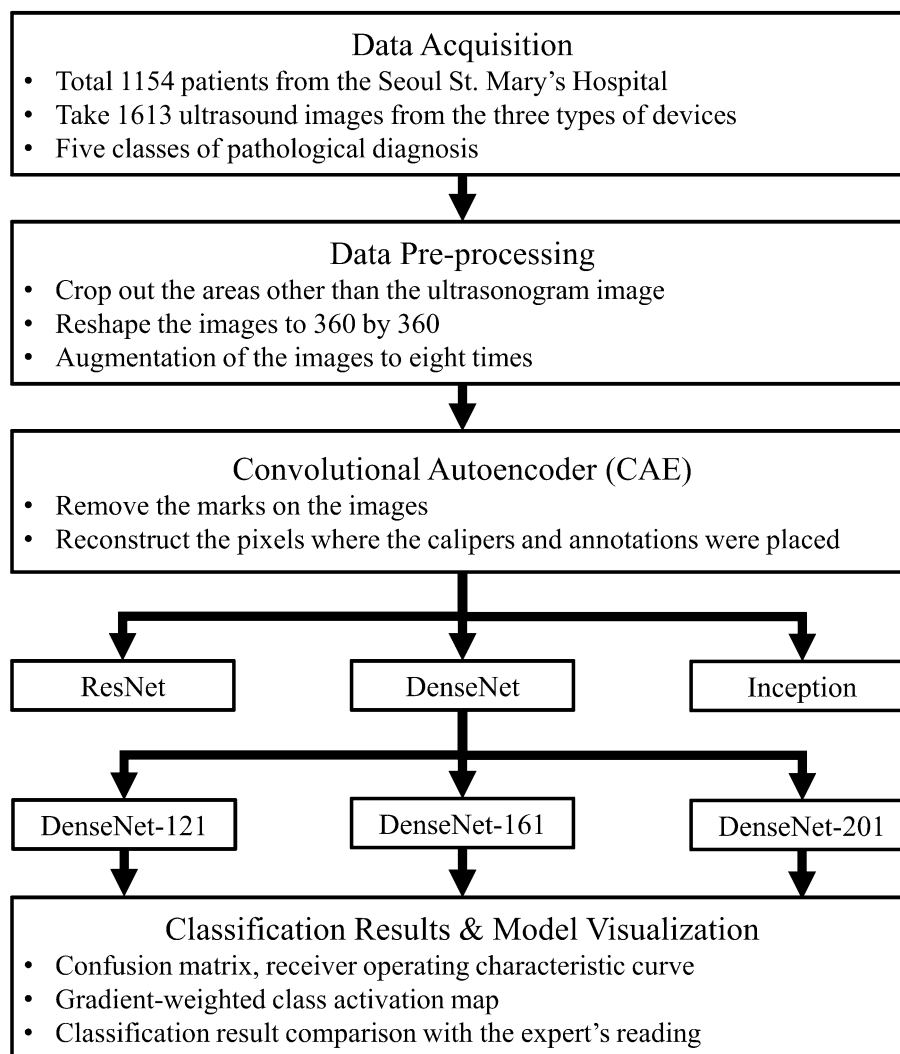 Data Acquisition
• Total 1154 patients from the Seoul St. Mary's Hospital
• Take 1613 ultrasound images from the three types of devices
• Five classes of pathological diagnosis
Data Pre-processing
• Crop out the areas other than the ultrasonogram image
• Reshape the images to 360 by 360
• Augmentation of the images to eight times
Convolutional Autoencoder (CAE)
• Remove the marks on the images
• Reconstruct the pixels where the calipers and annotations were placed
ResNet
DenseNet
Inception
DenseNet-121
DenseNet-161
DenseNet-201
Classification Results & Model Visualization
• Confusion matrix, receiver operating characteristic curve
• Gradient-weighted class activation map
• Classification result comparison with the expert's reading